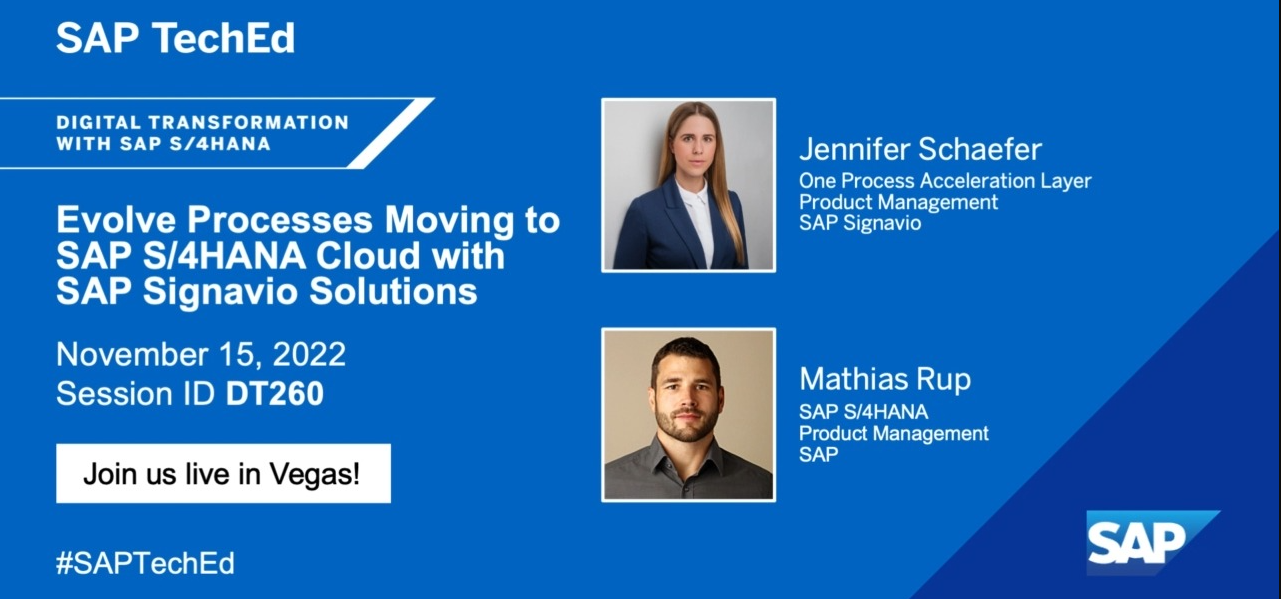 SAP TechEd
DIGITAL TRANSFORMATION
WITH SAP S/4HANA
Evolve Processes Moving to
SAP S/4HANA Cloud with
SAP Signavio Solutions
November 15, 2022
Session ID DT260
Join us live in Vegas!
#SAPTechEd
Jennifer Schaefer
One Process Acceleration Layer
Product Management
SAP Signavio
Mathias Rup
SAP S/4HANA
Product Management
SAP
SAP